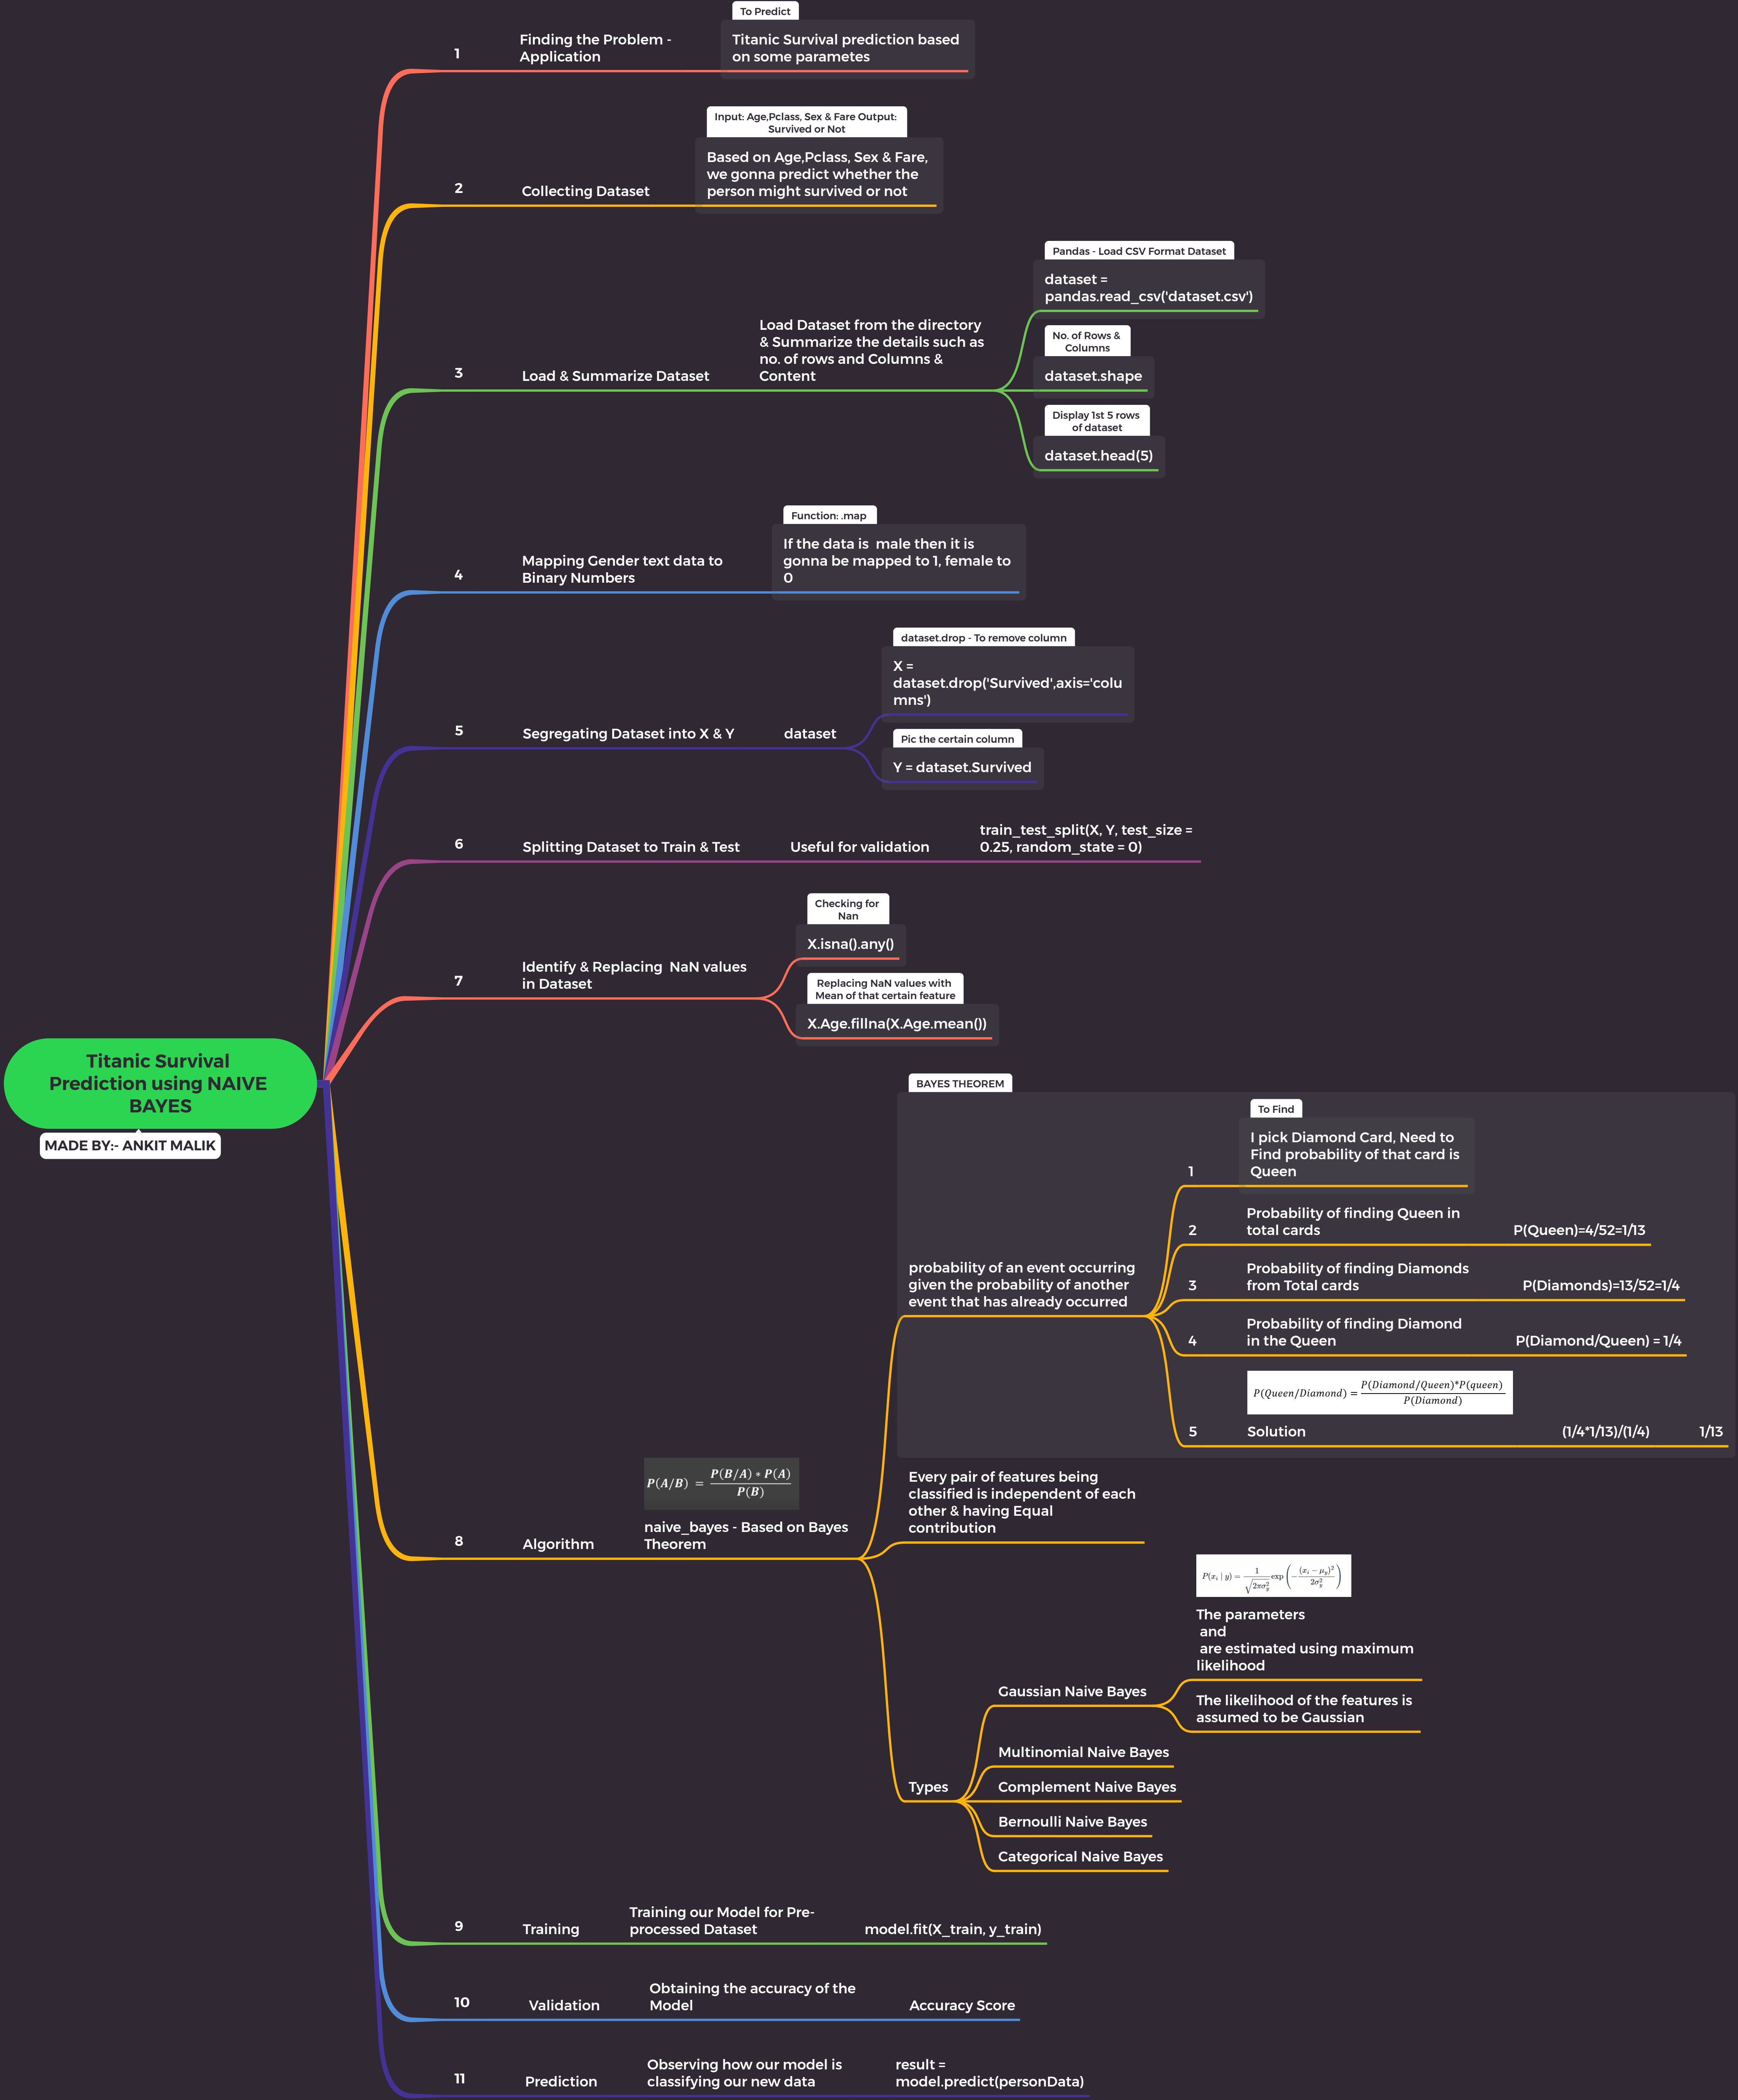 To Predict
1
Finding the Problem -
Application
Titanic Survival prediction based
on some parametes
Input: Age,Pclass, Sex & Fare Output:
Survived or Not
2
Collecting Dataset
Based on Age,Pclass, Sex & Fare,
we gonna predict whether the
person might survived or not
3
Load & Summarize Dataset
Load Dataset from the directory
& Summarize the details such as
no. of rows and Columns &
Content
Pandas - Load CSV Format Dataset
dataset =
pandas.read_csv('dataset.csv')
No. of Rows &
Columns
dataset.shape
Display 1st 5 rows
of dataset
dataset.head(5)
4
Mapping Gender text data to
Binary Numbers
Function: .map
If the data is  male then it is
gonna be mapped to 1, female to
0
5
Segregating Dataset into X & Y
dataset
dataset.drop - To remove column
X =
dataset.drop('Survived',axis='colu
mns')
Pic the certain column
Y = dataset.Survived
6
Splitting Dataset to Train & Test
Useful for validation
train_test_split(X, Y, test_size =
0.25, random_state = 0)
7
Identify & Replacing  NaN values
in Dataset
Checking for
Nan
X.isna().any()
Replacing NaN values with
Mean of that certain feature
X.Age.fillna(X.Age.mean())
Titanic Survival
Prediction using NAIVE
BAYES
MADE BY:- ANKIT MALIK
8
Algorithm
P(A/B) = P(B/A) * P(A) / P(B)
naive_bayes - Based on Bayes
Theorem
BAYES THEOREM
probability of an event occurring
given the probability of another
event that has already occurred
To Find
1
I pick Diamond Card, Need to
Find probability of that card is
Queen
2
Probability of finding Queen in
total cards
P(Queen)=4/52=1/13
3
Probability of finding Diamonds
from Total cards
P(Diamonds)=13/52=1/4
4
Probability of finding Diamond
in the Queen
P(Diamond/Queen) = 1/4
P(Queen/Diamond) = P(Diamond/Queen)*P(queen) / P(Diamond)
5
Solution
(1/4*1/13)/(1/4)
1/13
Every pair of features being
classified is independent of each
other & having Equal
contribution
Types
Gaussian Naive Bayes
P(xᵢ | y) = 1 / √(2πσ²ᵧ) exp(−(xᵢ − μᵧ)² / 2σ²ᵧ)
The parameters
and
are estimated using maximum
likelihood
The likelihood of the features is
assumed to be Gaussian
Multinomial Naive Bayes
Complement Naive Bayes
Bernoulli Naive Bayes
Categorical Naive Bayes
9
Training
Training our Model for Pre-
processed Dataset
model.fit(X_train, y_train)
10
Validation
Obtaining the accuracy of the
Model
Accuracy Score
11
Prediction
Observing how our model is
classifying our new data
result =
model.predict(personData)